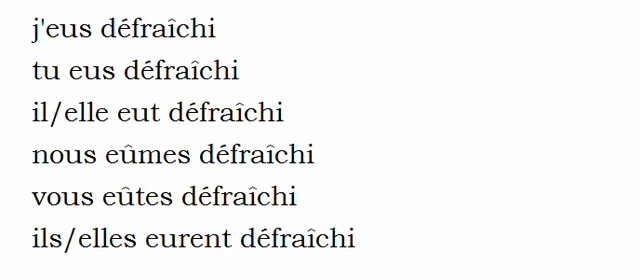 j'eus défraîchi
tu eus défraîchi
il/elle eut défraîchi
nous eûmes défraîchi
vous eûtes défraîchi
ils/elles eurent défraîchi